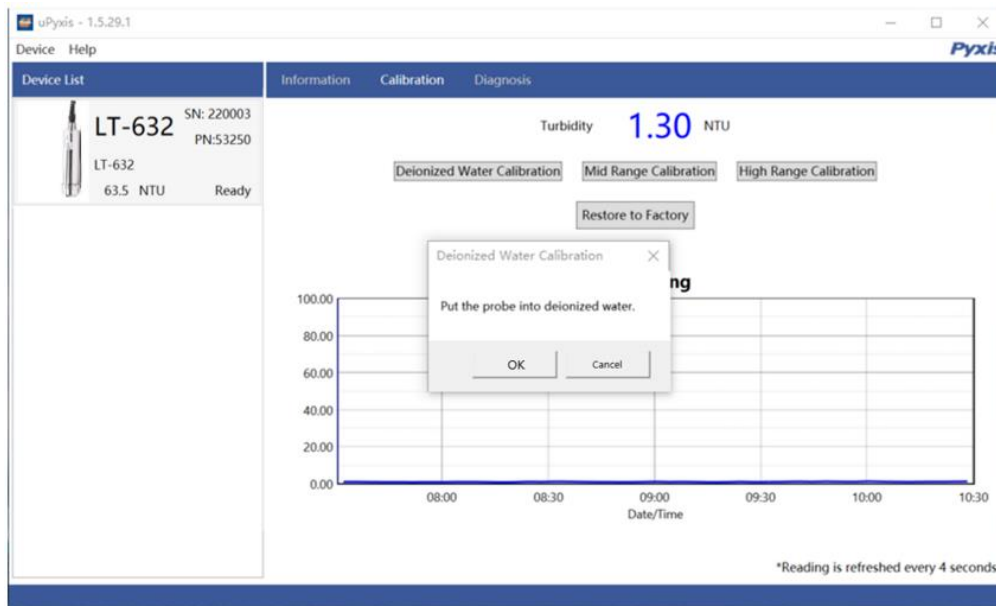 uPyxis - 1.5.29.1
Device Help
Pyxis
Device List
Information Calibration Diagnosis
LT-632
SN: 220003
PN:53250
LT-632
63.5 NTU Ready
Turbidity 1.30 NTU
Deionized Water Calibration Mid Range Calibration High Range Calibration
Restore to Factory
Deionized Water Calibration
ng
Put the probe into deionized water.
OK Cancel
100.00
80.00
60.00
40.00
20.00
0.00
08:00 08:30 09:00 09:30 10:00 10:30
Date/Time
*Reading is refreshed every 4 seconds